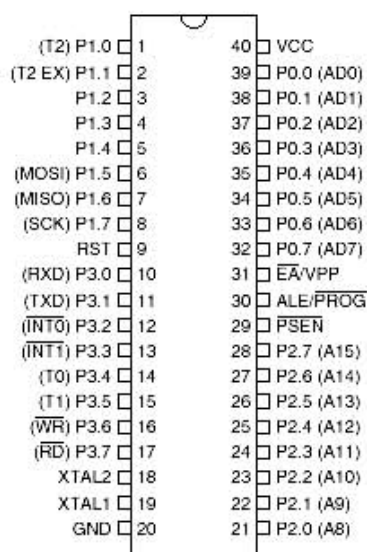 (T2) P1.0 1 40 VCC
(T2 EX) P1.1 2 39 P0.0 (AD0)
P1.2 3 38 P0.1 (AD1)
P1.3 4 37 P0.2 (AD2)
P1.4 5 36 P0.3 (AD3)
(MOSI) P1.5 6 35 P0.4 (AD4)
(MISO) P1.6 7 34 P0.5 (AD5)
(SCK) P1.7 8 33 P0.6 (AD6)
RST 9 32 P0.7 (AD7)
(RXD) P3.0 10 31 E̅A̅/VPP
(TXD) P3.1 11 30 ALE/P̅R̅O̅G̅
(I̅N̅T̅0̅) P3.2 12 29 P̅S̅E̅N̅
(I̅N̅T̅1̅) P3.3 13 28 P2.7 (A15)
(T0) P3.4 14 27 P2.6 (A14)
(T1) P3.5 15 26 P2.5 (A13)
(W̅R̅) P3.6 16 25 P2.4 (A12)
(R̅D̅) P3.7 17 24 P2.3 (A11)
XTAL2 18 23 P2.2 (A10)
XTAL1 19 22 P2.1 (A9)
GND 20 21 P2.0 (A8)